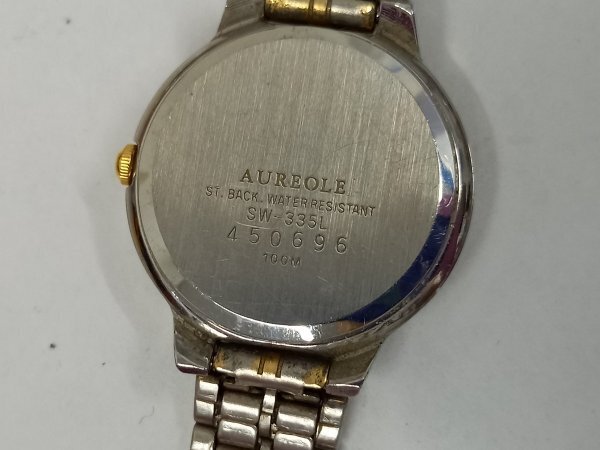 AUREOLE
ST. BACK. WATER RESISTANT
SW-335L
450696
100M